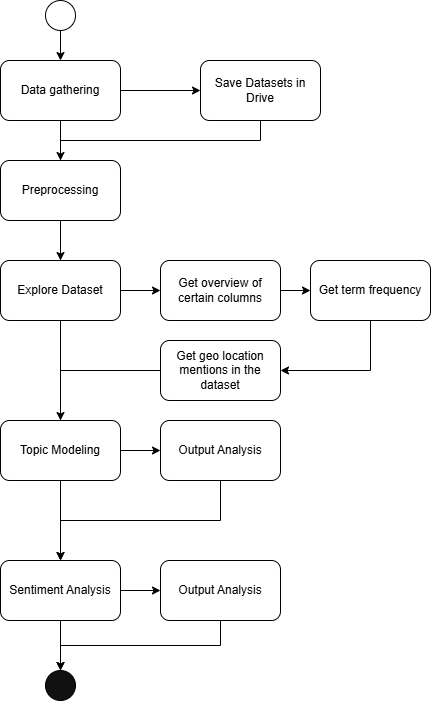 Data gathering
Save Datasets in
Drive
Preprocessing
Explore Dataset
Get overview of
certain columns
Get term frequency
Get geo location
mentions in the
dataset
Topic Modeling
Output Analysis
Sentiment Analysis
Output Analysis